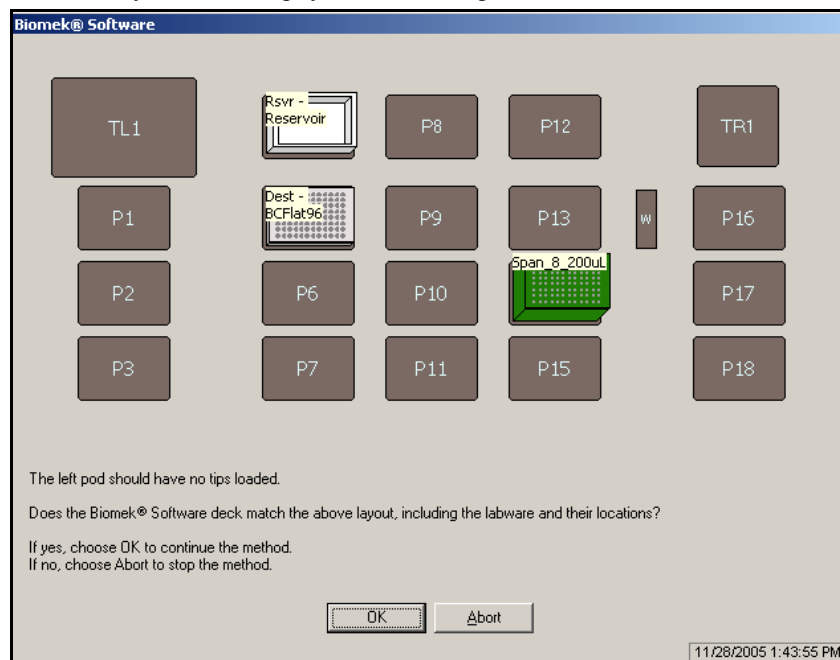 Biomek® Software
Rsvr -
Reservoir
TL1
P8
P12
TR1
Dest -
BCFlat96
P1
P9
P13
W
P16
Span_8_200uL
P2
P6
P10
P17
P3
P7
P11
P15
P18
The left pod should have no tips loaded.
Does the Biomek® Software deck match the above layout, including the labware and their locations?
If yes, choose OK to continue the method.
If no, choose Abort to stop the method.
OK
Abort
11/28/2005 1:43:55 PM